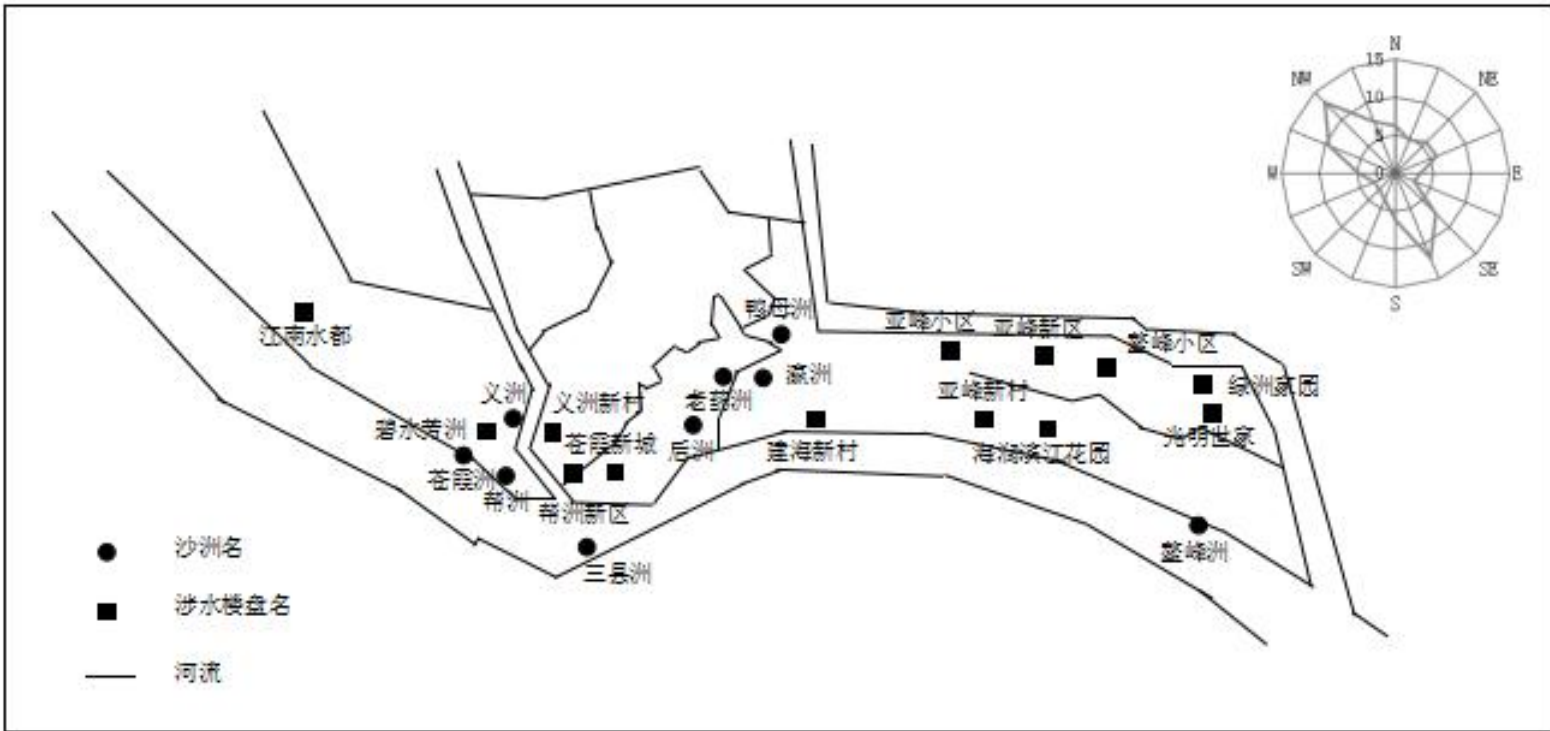 N
15
NW
NE
10
5
W
0
E
SW
SE
S
鸭母洲
亚峰小区
亚峰新区
鳌峰小区
江南水都
瀛洲
绿洲家园
老药洲
亚峰新村
义洲
义洲新村
碧水芳洲
苍霞新城
后洲
建海新村
海澜滨江花园
光明世家
苍霞洲
帮洲
帮洲新区
沙洲名
三县洲
鳌峰洲
涉水楼盘名
河流